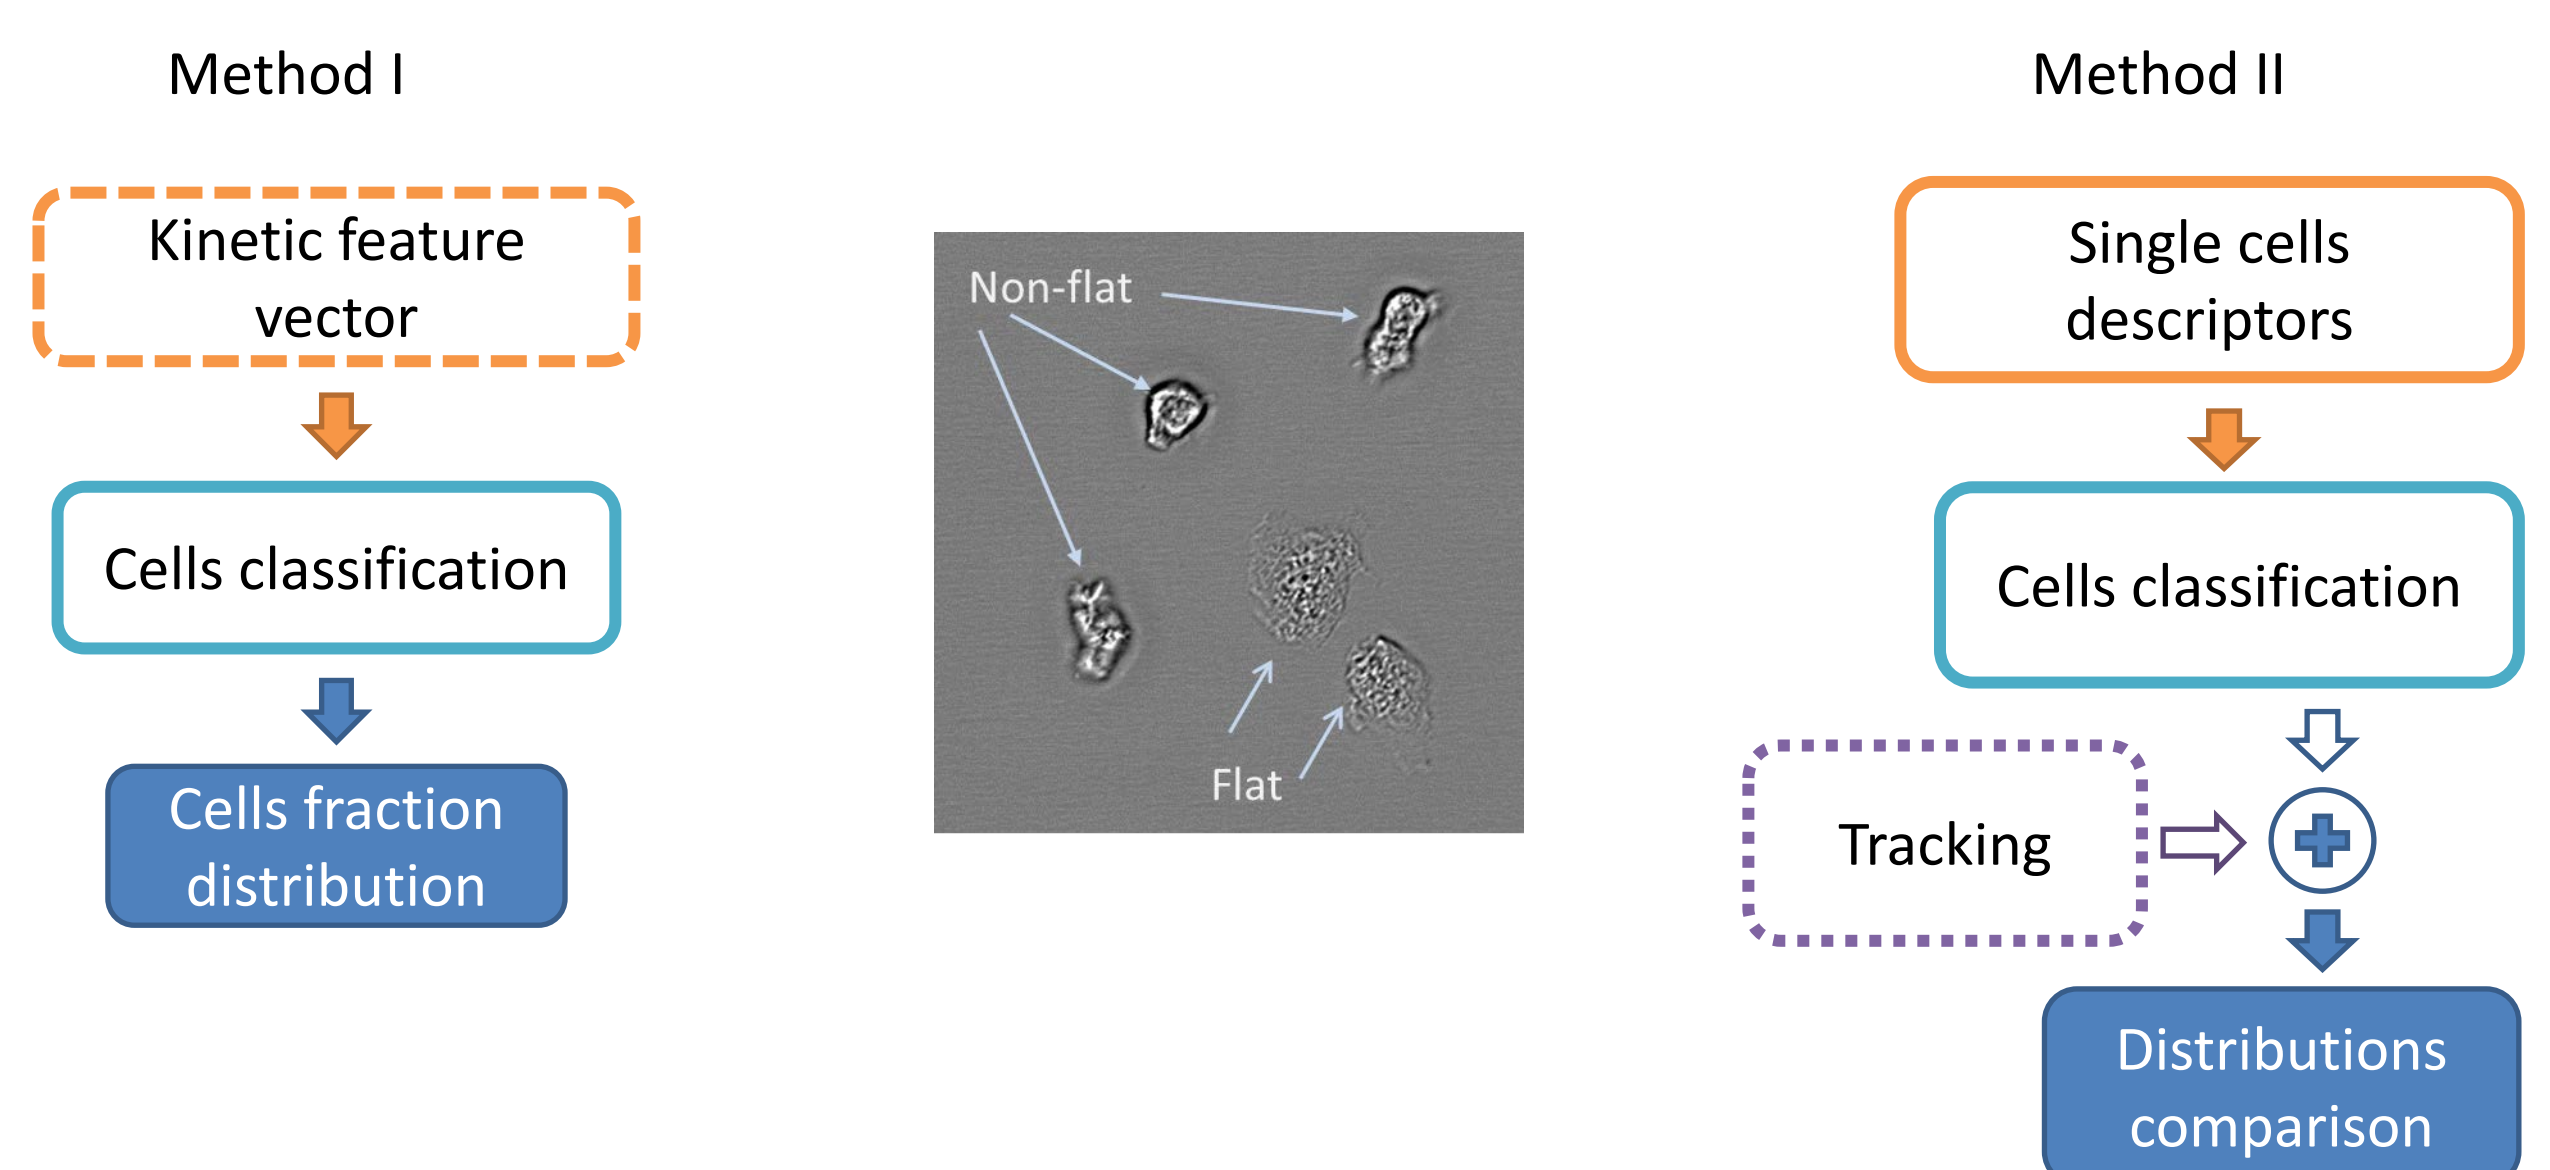 Method I
Kinetic feature
vector
Cells classification
Cells fraction
distribution
Non-flat
Flat
Method II
Single cells
descriptors
Cells classification
Tracking
Distributions
comparison